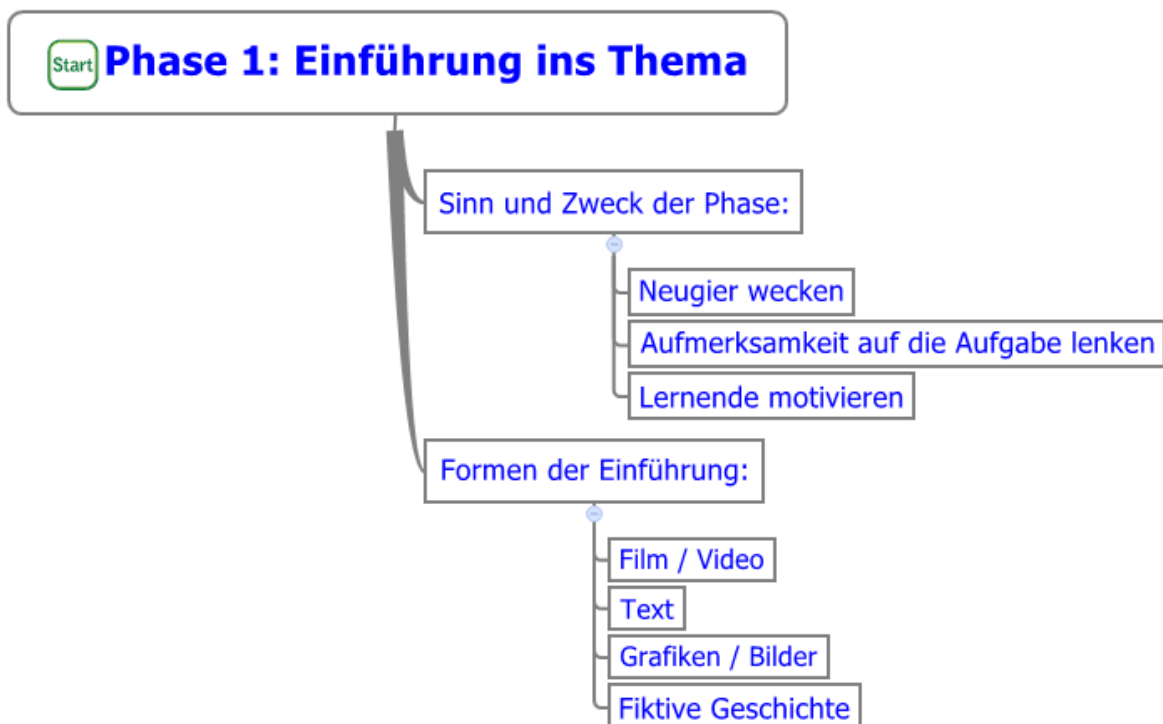 Start Phase 1: Einführung ins Thema
Sinn und Zweck der Phase:
Neugier wecken
Aufmerksamkeit auf die Aufgabe lenken
Lernende motivieren
Formen der Einführung:
Film / Video
Text
Grafiken / Bilder
Fiktive Geschichte